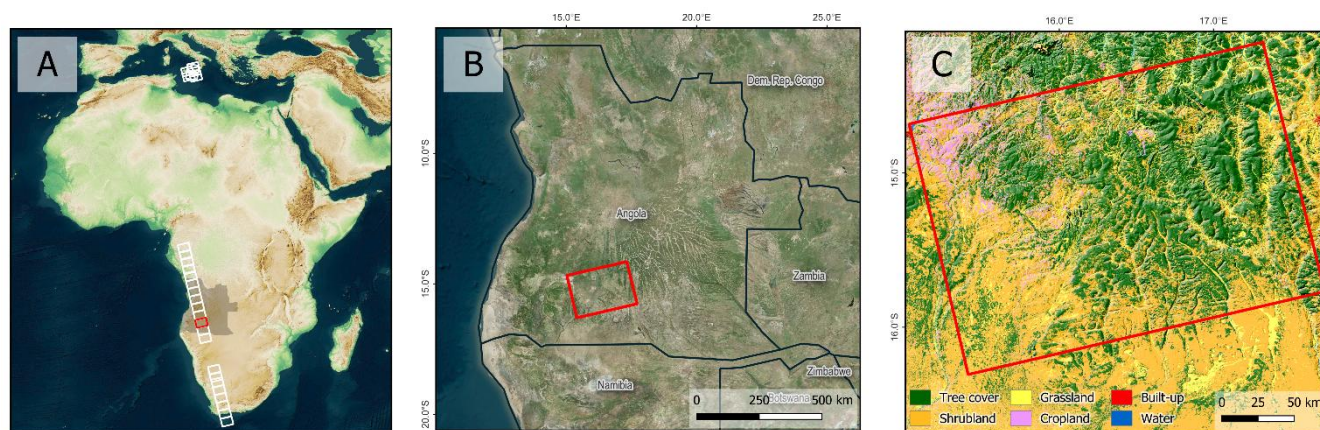 A
B
C
15.0°E 20.0°E 25.0°E
10.0°S
15.0°S
20.0°S
Dem. Rep. Congo
Angola
Zambia
Namibia
Zimbabwe
Botswana
0 250 500 km
16.0°E 17.0°E
15.0°S
16.0°S
Tree cover Grassland Built-up
Shrubland Cropland Water
0 25 50 km